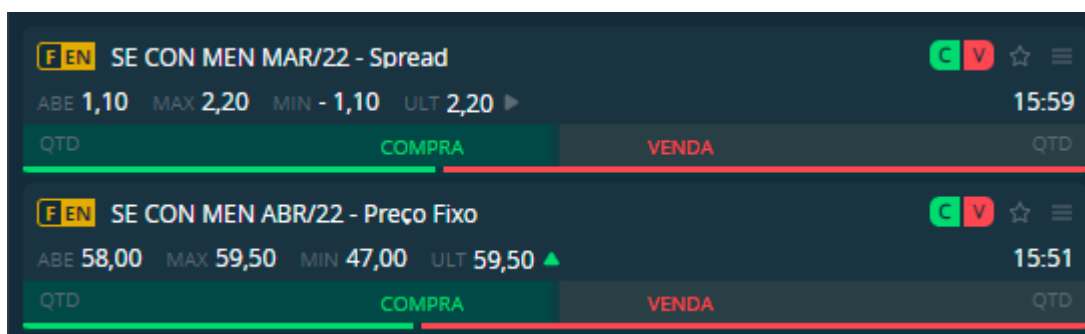 F EN SE CON MEN MAR/22 - Spread C V
ABE 1,10 MAX 2,20 MIN - 1,10 ULT 2,20 15:59
QTD COMPRA VENDA QTD
F EN SE CON MEN ABR/22 - Preço Fixo C V
ABE 58,00 MAX 59,50 MIN 47,00 ULT 59,50 15:51
QTD COMPRA VENDA QTD